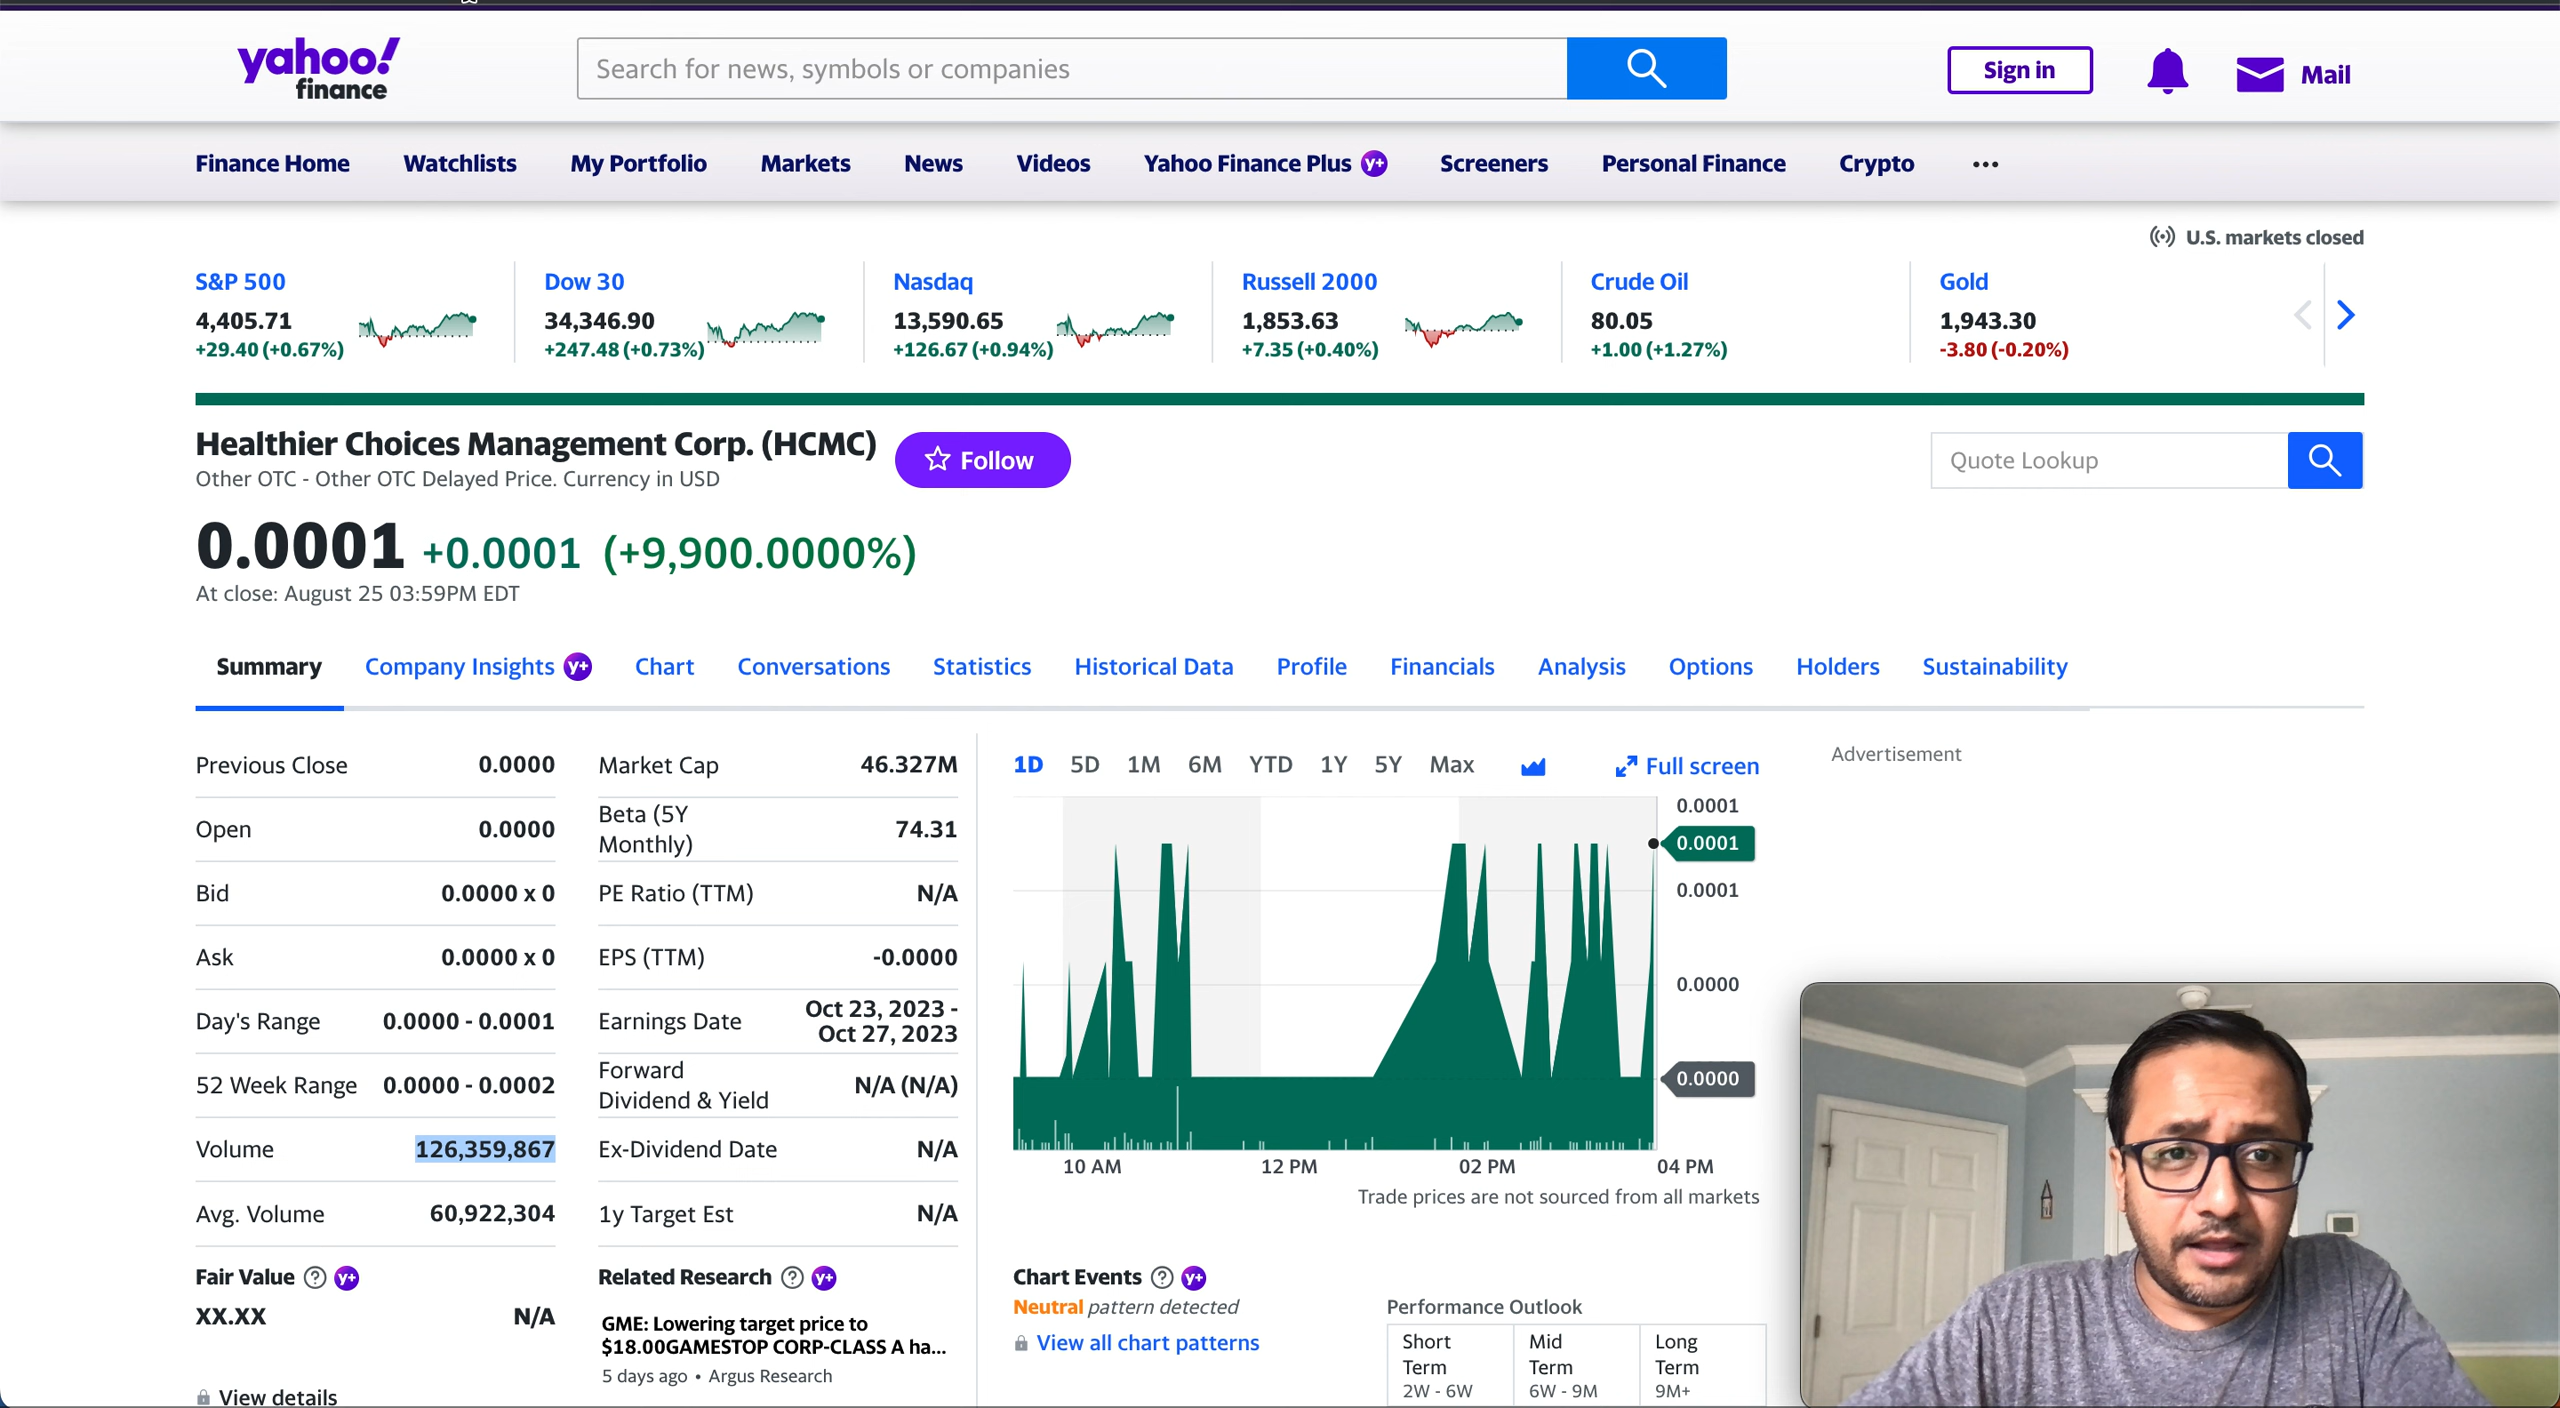 yahoo!
finance
Search for news, symbols or companies
Sign in
Mail
Finance Home Watchlists My Portfolio Markets News Videos Yahoo Finance Plus y+ Screeners Personal Finance Crypto ...
U.S. markets closed
S&P 500
4,405.71
+29.40 (+0.67%)
Dow 30
34,346.90
+247.48 (+0.73%)
Nasdaq
13,590.65
+126.67 (+0.94%)
Russell 2000
1,853.63
+7.35 (+0.40%)
Crude Oil
80.05
+1.00 (+1.27%)
Gold
1,943.30
-3.80 (-0.20%)
Healthier Choices Management Corp. (HCMC)
Follow
Other OTC - Other OTC Delayed Price. Currency in USD
Quote Lookup
0.0001 +0.0001 (+9,900.0000%)
At close: August 25 03:59PM EDT
Summary Company Insights y+ Chart Conversations Statistics Historical Data Profile Financials Analysis Options Holders Sustainability
Previous Close 0.0000
Open 0.0000
Bid 0.0000 x 0
Ask 0.0000 x 0
Day's Range 0.0000 - 0.0001
52 Week Range 0.0000 - 0.0002
Volume 126,359,867
Avg. Volume 60,922,304
Market Cap 46.327M
Beta (5Y
Monthly) 74.31
PE Ratio (TTM) N/A
EPS (TTM) -0.0000
Earnings Date Oct 23, 2023 -
Oct 27, 2023
Forward
Dividend & Yield N/A (N/A)
Ex-Dividend Date N/A
1y Target Est N/A
1D 5D 1M 6M YTD 1Y 5Y Max Full screen
0.0001
0.0001
0.0001
0.0000
0.0000
10 AM 12 PM 02 PM 04 PM
Trade prices are not sourced from all markets
Advertisement
Fair Value ? y+
XX.XX N/A
View details
Related Research ? y+
GME: Lowering target price to
$18.00GAMESTOP CORP-CLASS A ha...
5 days ago • Argus Research
Chart Events ? y+
Neutral pattern detected
View all chart patterns
Performance Outlook
Short
Term
2W - 6W
Mid
Term
6W - 9M
Long
Term
9M+